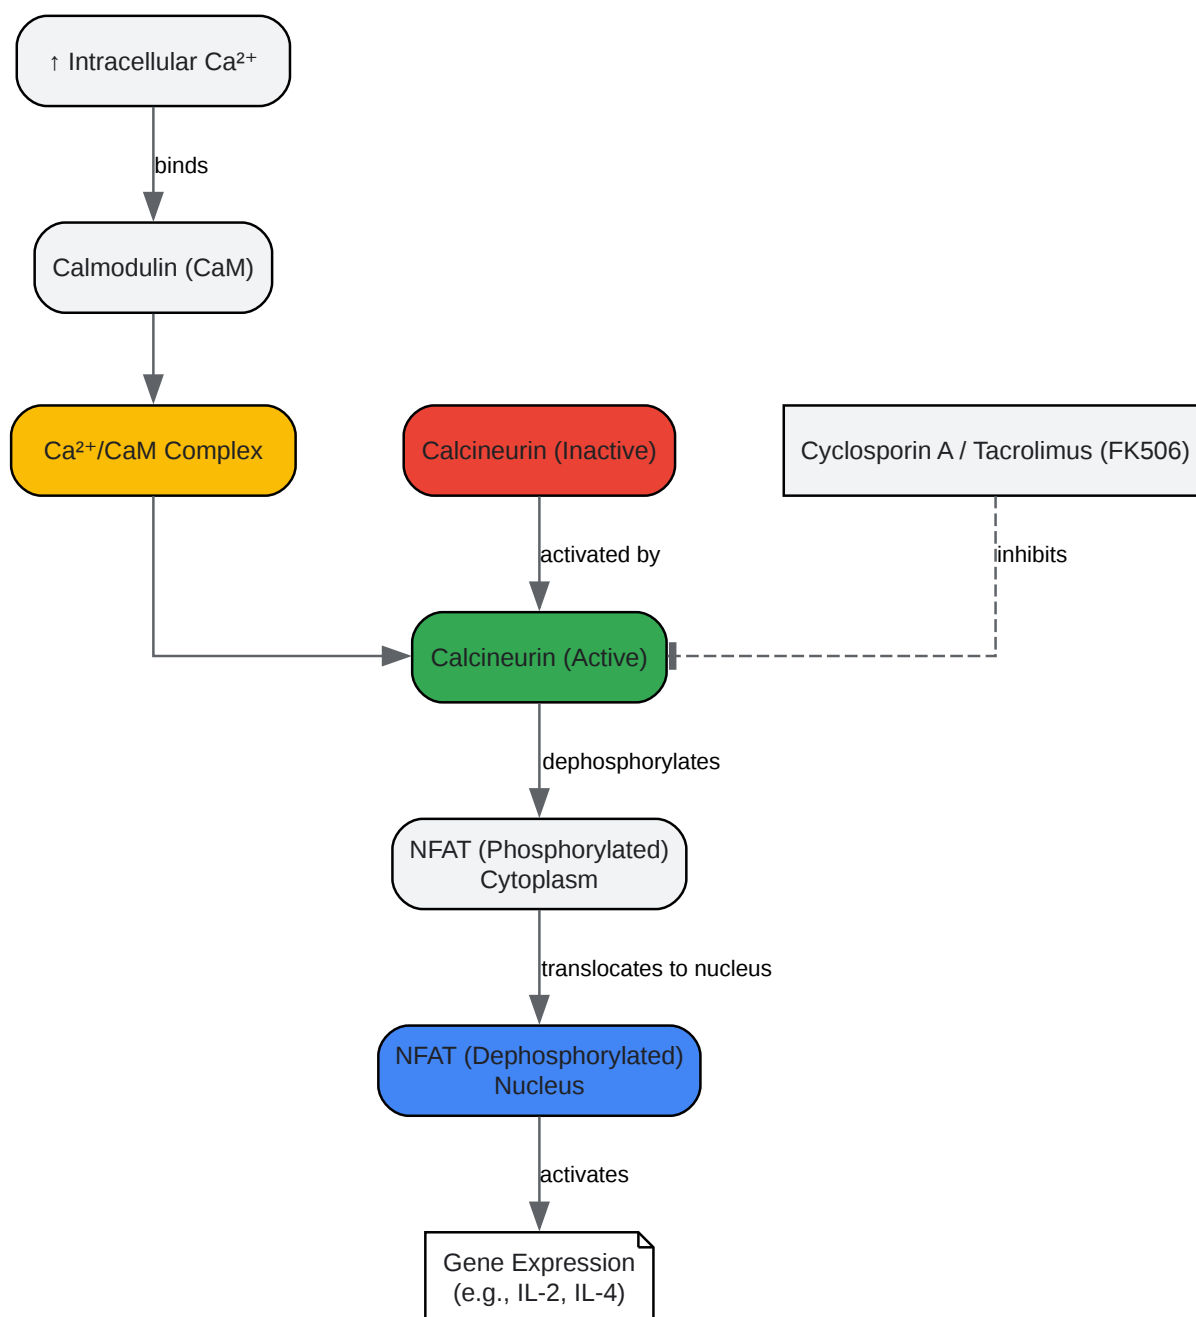 ↑ Intracellular Ca²⁺
binds
Calmodulin (CaM)
Ca²⁺/CaM Complex
Calcineurin (Inactive)
Cyclosporin A / Tacrolimus (FK506)
activated by
inhibits
Calcineurin (Active)
dephosphorylates
NFAT (Phosphorylated)
Cytoplasm
translocates to nucleus
NFAT (Dephosphorylated)
Nucleus
activates
Gene Expression
(e.g., IL-2, IL-4)